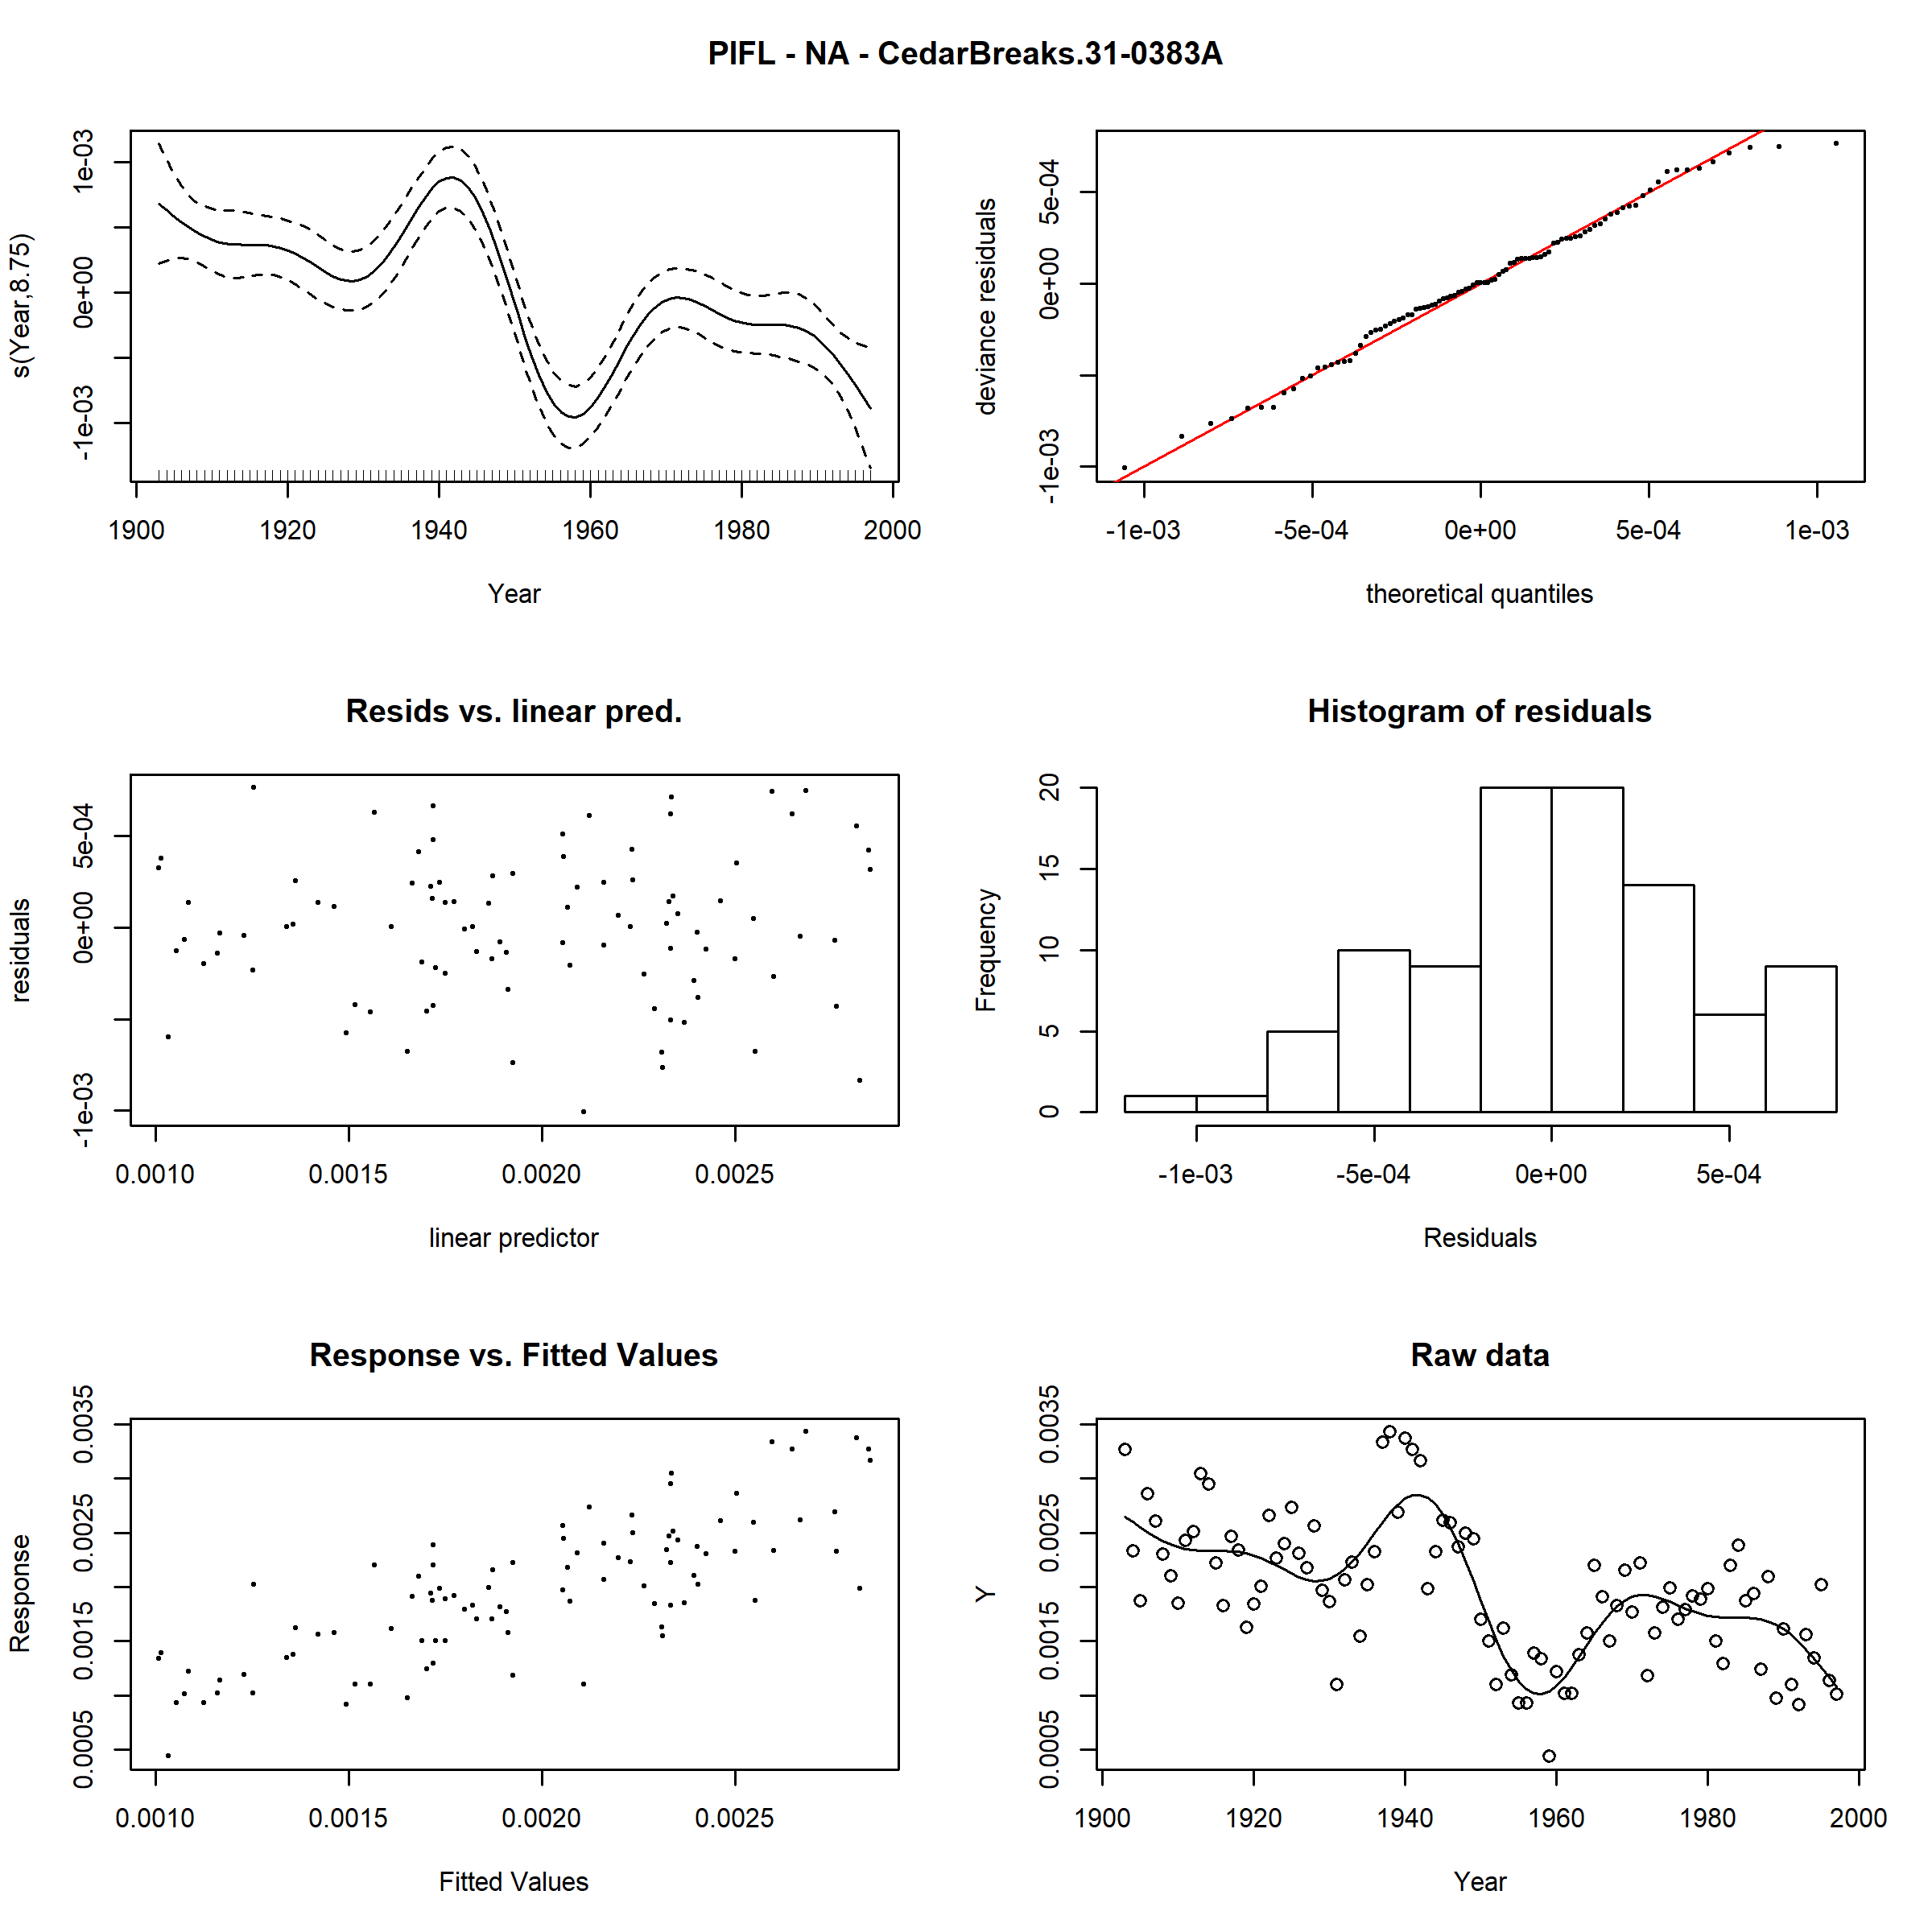 PIFL - NA - CedarBreaks.31-0383A
s(Year,8.75)
-1e-03 0e+00 1e-03
1900 1920 1940 1960 1980 2000
Year
deviance residuals
-1e-03 0e+00 5e-04
-1e-03 -5e-04 0e+00 5e-04 1e-03
theoretical quantiles
Resids vs. linear pred.
residuals
-1e-03 0e+00 5e-04
0.0010 0.0015 0.0020 0.0025
linear predictor
Histogram of residuals
Frequency
0 5 10 15 20
-1e-03 -5e-04 0e+00 5e-04
Residuals
Response vs. Fitted Values
Response
0.0005 0.0015 0.0025 0.0035
0.0010 0.0015 0.0020 0.0025
Fitted Values
Raw data
Y
0.0005 0.0015 0.0025 0.0035
1900 1920 1940 1960 1980 2000
Year